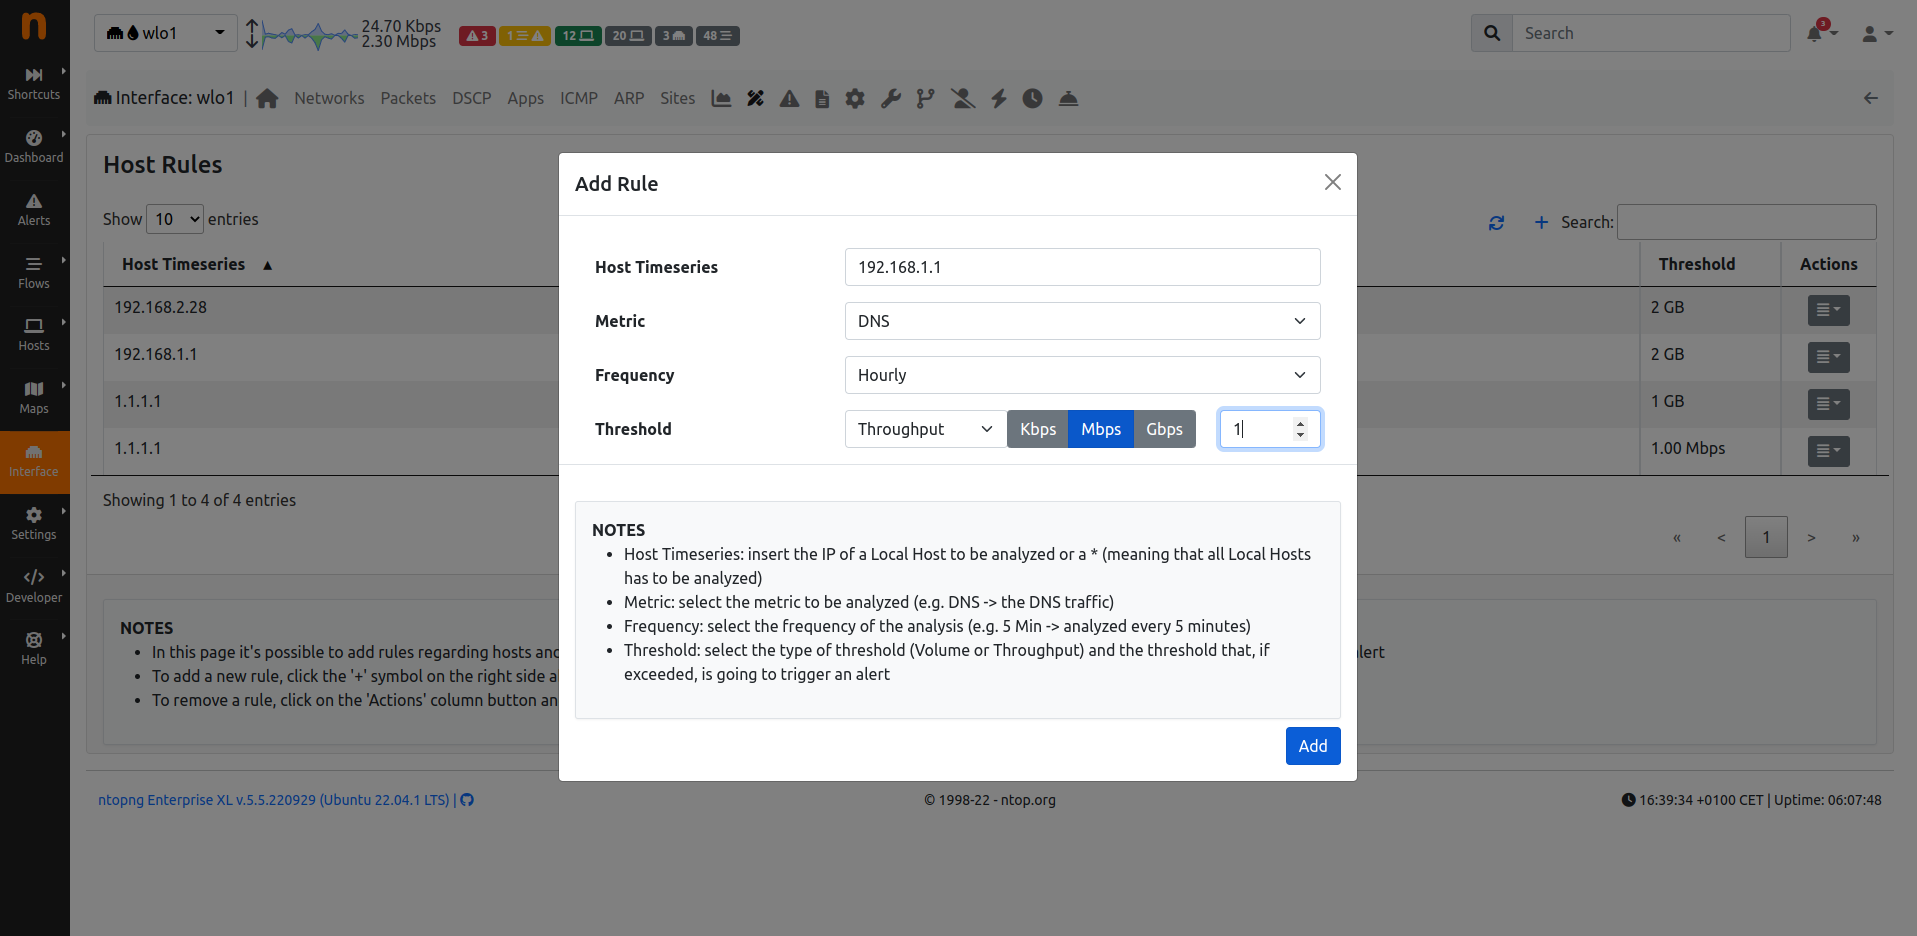 n
wlo1
24.70 Kbps
2.30 Mbps
3
1
12
20
3
48
Search
3
Shortcuts
Dashboard
Alerts
Flows
Hosts
Maps
Interface
Settings
Developer
Help
Interface: wlo1 | Networks Packets DSCP Apps ICMP ARP Sites
Host Rules
Show 10 entries
Search:
Host Timeseries
Threshold
Actions
192.168.2.28
2 GB
192.168.1.1
2 GB
1.1.1.1
1 GB
1.1.1.1
1.00 Mbps
Showing 1 to 4 of 4 entries
« < 1 > »
NOTES
In this page it's possible to add rules regarding hosts and
lert
To add a new rule, click the '+' symbol on the right side a
To remove a rule, click on the 'Actions' column button an
Add Rule
Host Timeseries
192.168.1.1
Metric
DNS
Frequency
Hourly
Threshold
Throughput
Kbps
Mbps
Gbps
1
NOTES
Host Timeseries: insert the IP of a Local Host to be analyzed or a * (meaning that all Local Hosts
has to be analyzed)
Metric: select the metric to be analyzed (e.g. DNS -> the DNS traffic)
Frequency: select the frequency of the analysis (e.g. 5 Min -> analyzed every 5 minutes)
Threshold: select the type of threshold (Volume or Throughput) and the threshold that, if
exceeded, is going to trigger an alert
Add
ntopng Enterprise XL v.5.5.220929 (Ubuntu 22.04.1 LTS) |
© 1998-22 - ntop.org
16:39:34 +0100 CET | Uptime: 06:07:48